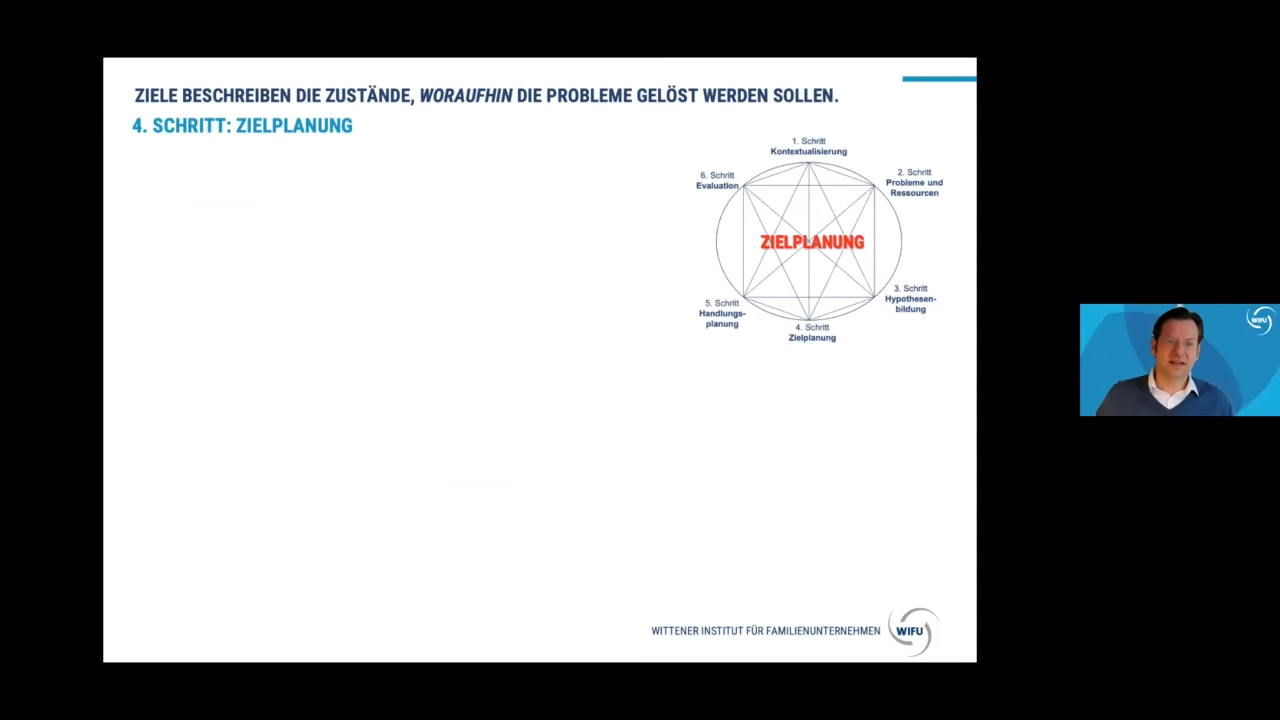 ZIELE BESCHREIBEN DIE ZUSTÄNDE, WORAUFHIN DIE PROBLEME GELÖST WERDEN SOLLEN.
4. SCHRITT: ZIELPLANUNG
1. Schritt
Kontextualisierung
6. Schritt
Evaluation
2. Schritt
Probleme und
Ressourcen
ZIELPLANUNG
3. Schritt
Hypothesen-
bildung
5. Schritt
Handlungs-
planung
4. Schritt
Zielplanung
WIFU
WITTENER INSTITUT FÜR FAMILIENUNTERNEHMEN
WIFU